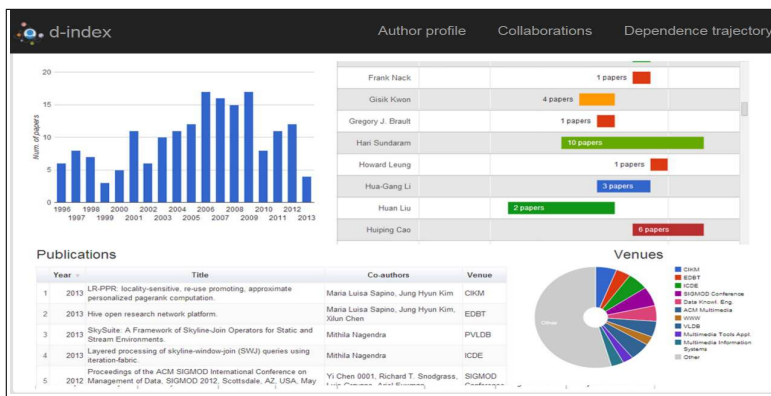 d-index
Author profile Collaborations Dependence trajectory
20
15
10
5
0
Num. of papers
1996 1998 2000 2002 2004 2006 2008 2010 2012
1997 1999 2001 2003 2005 2007 2009 2011 2013
Frank Nack 1 papers
Gisik Kwon 4 papers
Gregory J. Brault 1 papers
Hari Sundaram 10 papers
Howard Leung 1 papers
Hua-Gang Li 3 papers
Huan Liu 2 papers
Huiping Cao 6 papers
Publications
Year Title Co-authors Venue
1 2013 LR-PPR: locality-sensitive, re-use promoting, approximate
personalized pagerank computation. Maria Luisa Sapino, Jung Hyun Kim CIKM
2 2013 Hive open research network platform. Maria Luisa Sapino, Jung Hyun Kim,
Xilun Chen EDBT
3 2013 SkySuite: A Framework of Skyline-Join Operators for Static and
Stream Environments. Mithila Nagendra PVLDB
4 2013 Layered processing of skyline-window-join (SWJ) queries using
iteration-fabric. Mithila Nagendra ICDE
5 2012 Proceedings of the ACM SIGMOD International Conference on
Management of Data, SIGMOD 2012, Scottsdale, AZ, USA, May
Yi Chen 0001, Richard T. Snodgrass, SIGMOD
Venues
Other
CIKM
EDBT
ICDE
SIGMOD Conference
Data Knowl. Eng.
ACM Multimedia
WWW
VLDB
Multimedia Tools Appl.
Multimedia Information
Systems
Other